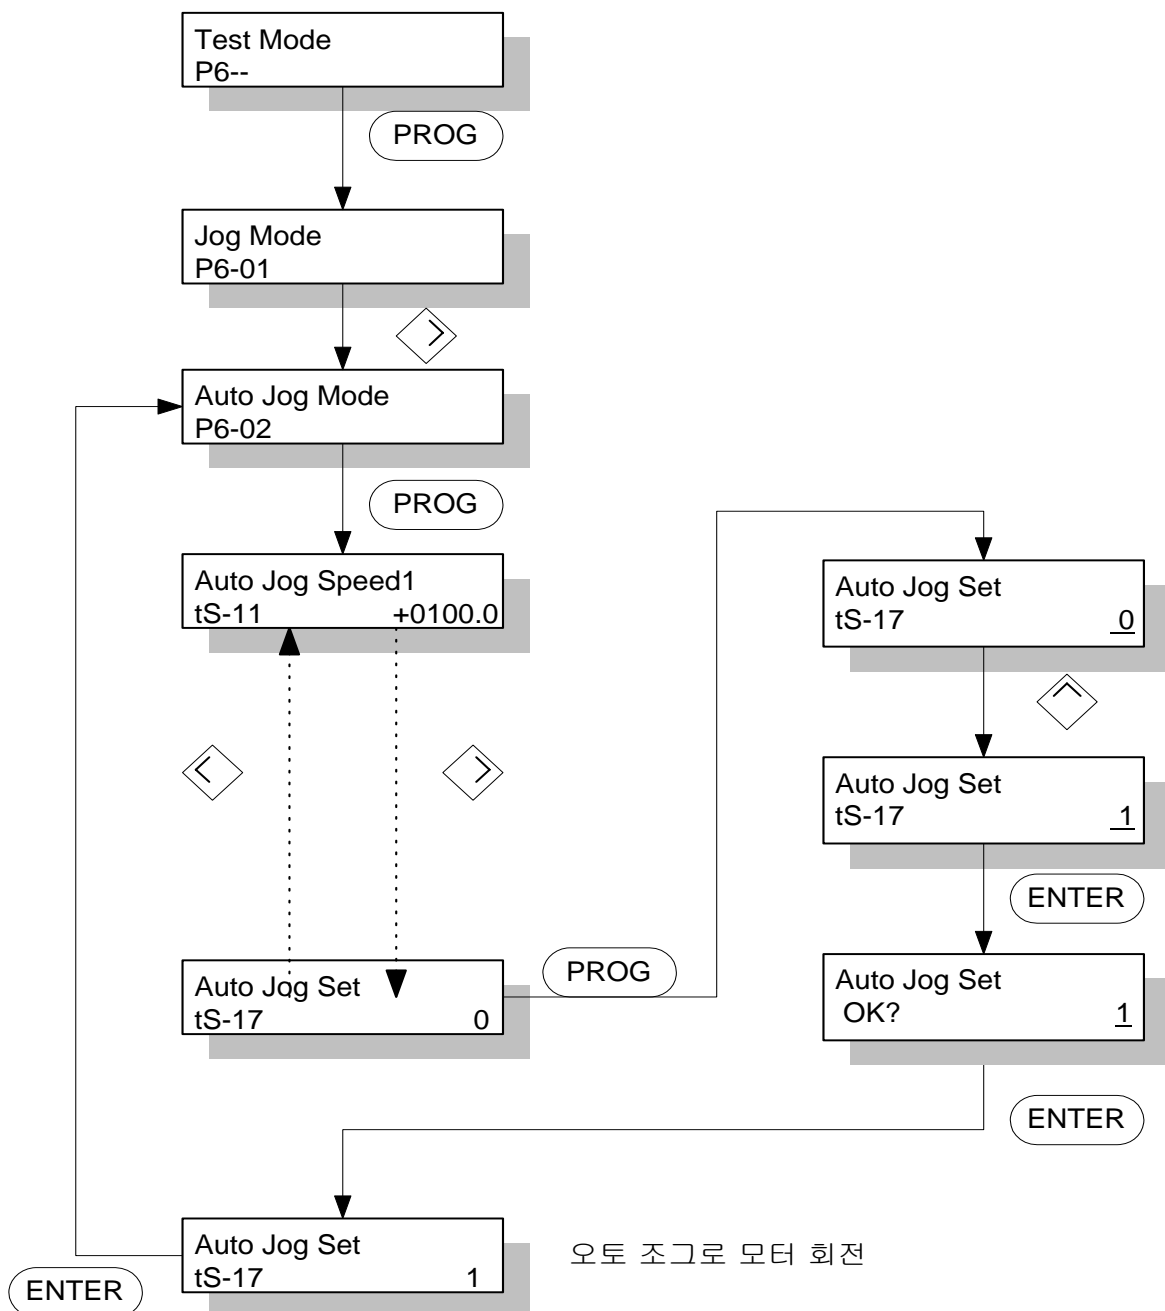 Test Mode
P6--
PROG
Jog Mode
P6-01
Auto Jog Mode
P6-02
PROG
Auto Jog Speed1
tS-11 +0100.0
Auto Jog Set
tS-17 0
PROG
Auto Jog Set
tS-17 0
Auto Jog Set
tS-17 1
ENTER
Auto Jog Set
OK? 1
ENTER
Auto Jog Set
tS-17 1
오토 조그로 모터 회전
ENTER